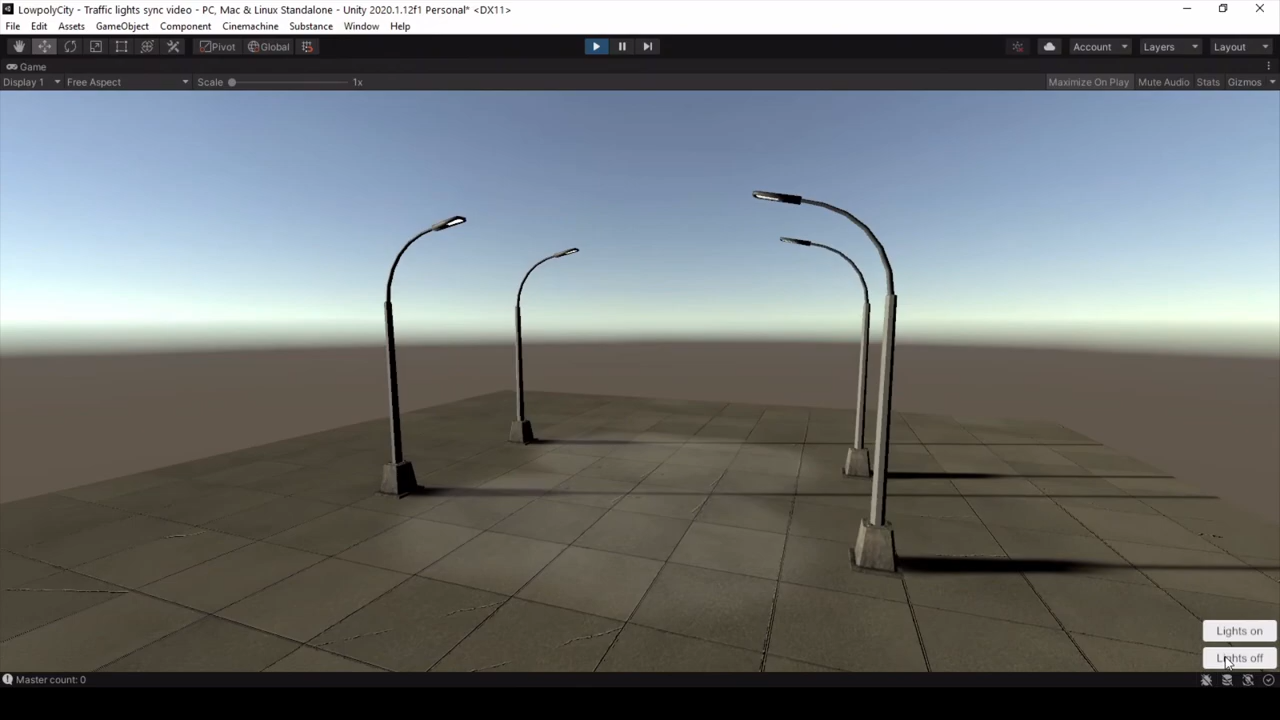 LowpolyCity - Traffic lights sync video - PC, Mac & Linux Standalone - Unity 2020.1.12f1 Personal* <DX11>
File Edit Assets GameObject Component Cinemachine Substance Window Help
Pivot Global Account Layers Layout
Game
Display 1 Free Aspect Scale 1x Maximize On Play Mute Audio Stats Gizmos
Lights on
Lights off
Master count: 0